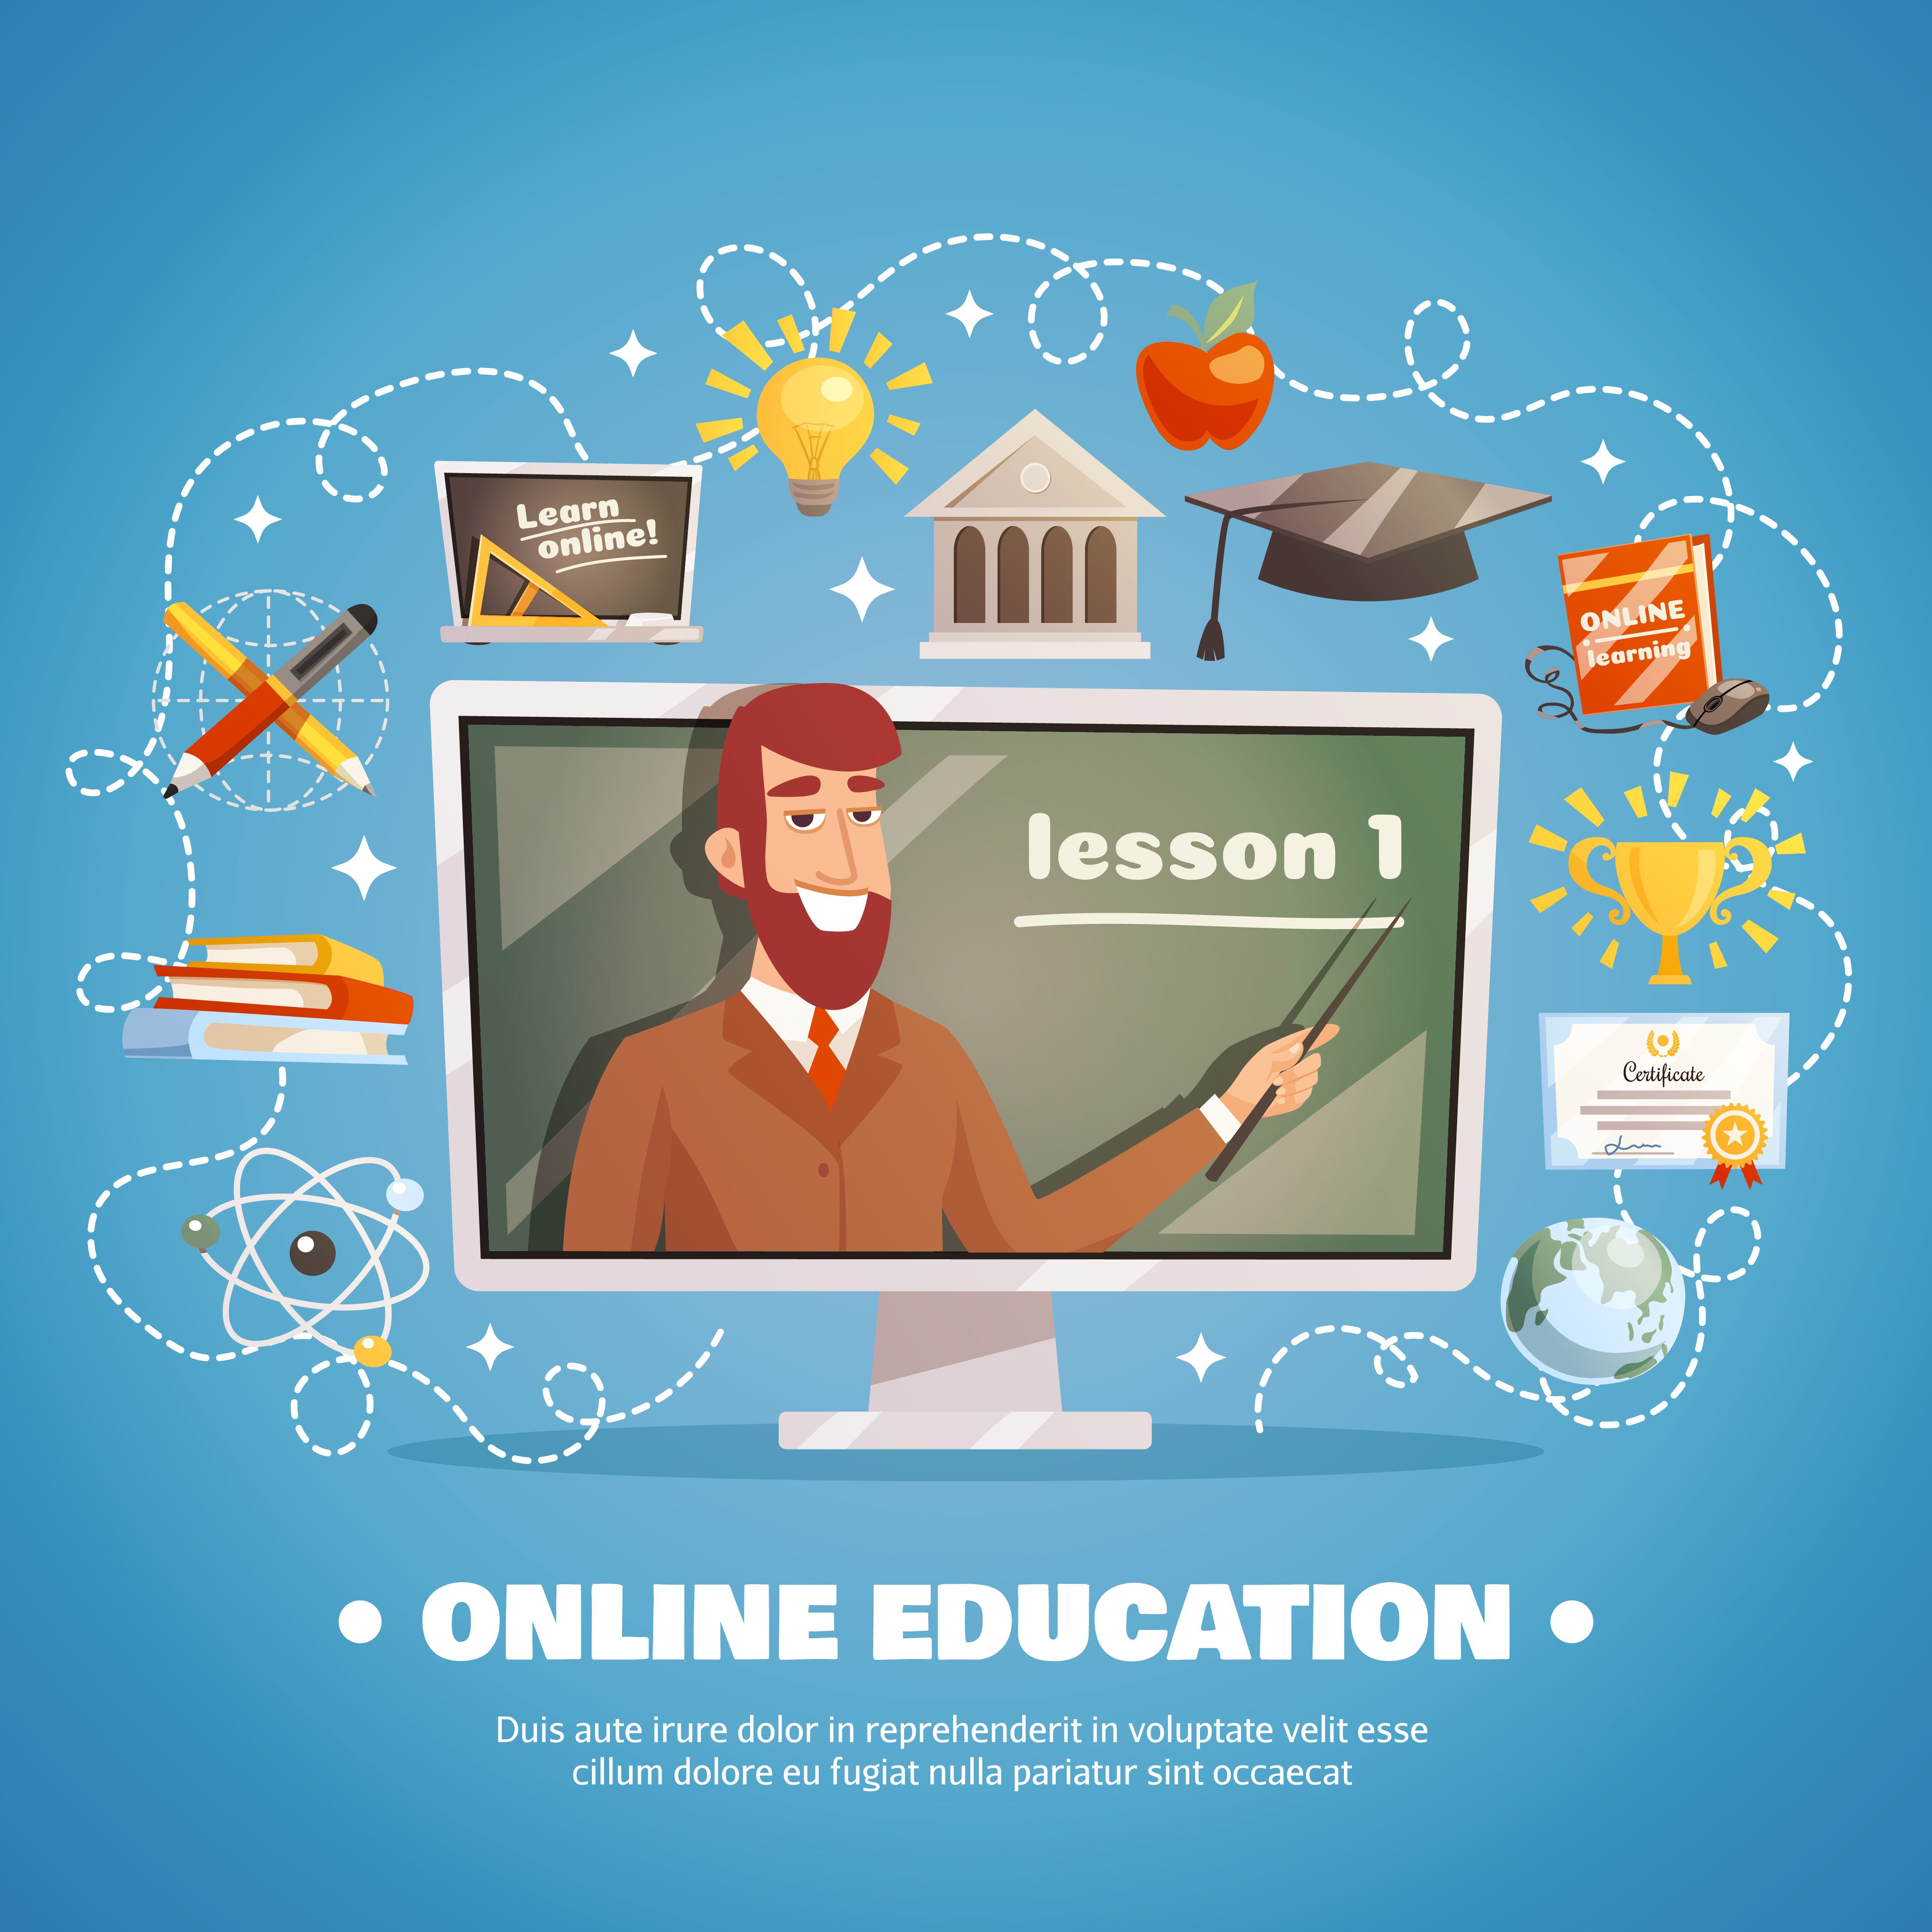 Learn
online!
ONLINE
learning
lesson 1
Certificate
• ONLINE EDUCATION •
Duis aute irure dolor in reprehenderit in voluptate velit esse
cillum dolore eu fugiat nulla pariatur sint occaecat